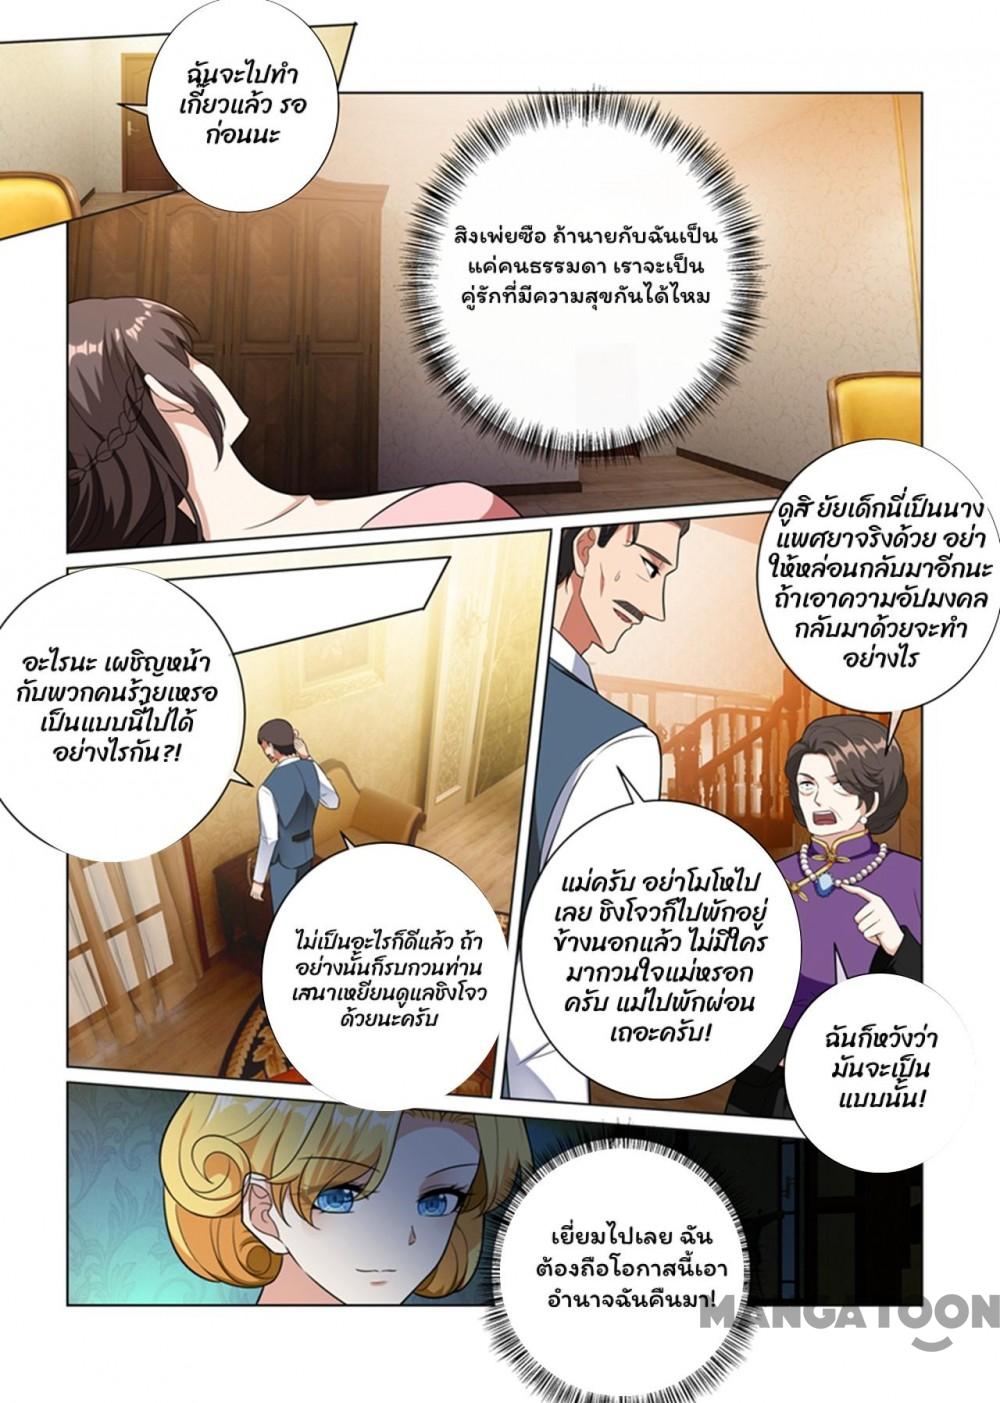 ฉันจะไปทำ
เกี๊ยวแล้ว รอ
ก่อนนะ
สิงเพ่ยซือ ถ้านายกับฉันเป็น
แค่คนธรรมดา เราจะเป็น
คู่รักที่มีความสุขกันได้ไหม
อะไรนะ เผชิญหน้า
กับพวกคนร้ายเหรอ
เป็นแบบนี้ไปได้
อย่างไรกัน?!
ไม่เป็นอะไรก็ดีแล้ว ถ้า
อย่างนั้นก็รบกวนท่าน
เสนาเหยียนดูแลชิงโจว
ด้วยนะครับ
ดูสิ ยัยเด็กนี่เป็นนาง
แพศยาจริงด้วย อย่า
ให้หล่อนกลับมาอีกนะ
ถ้าเอาความอัปมงคล
กลับมาด้วยจะทำ
อย่างไร
แม่ครับ อย่าโมโหไป
เลย ชิงโจวก็ไปพักอยู่
ข้างนอกแล้ว ไม่มีใคร
มากวนใจแม่หรอก
ครับ แม่ไปพักผ่อน
เถอะครับ!
ฉันก็หวังว่า
มันจะเป็น
แบบนั้น!
เยี่ยมไปเลย ฉัน
ต้องถือโอกาสนี้เอา
อำนาจฉันคืนมา!
MANGATOON